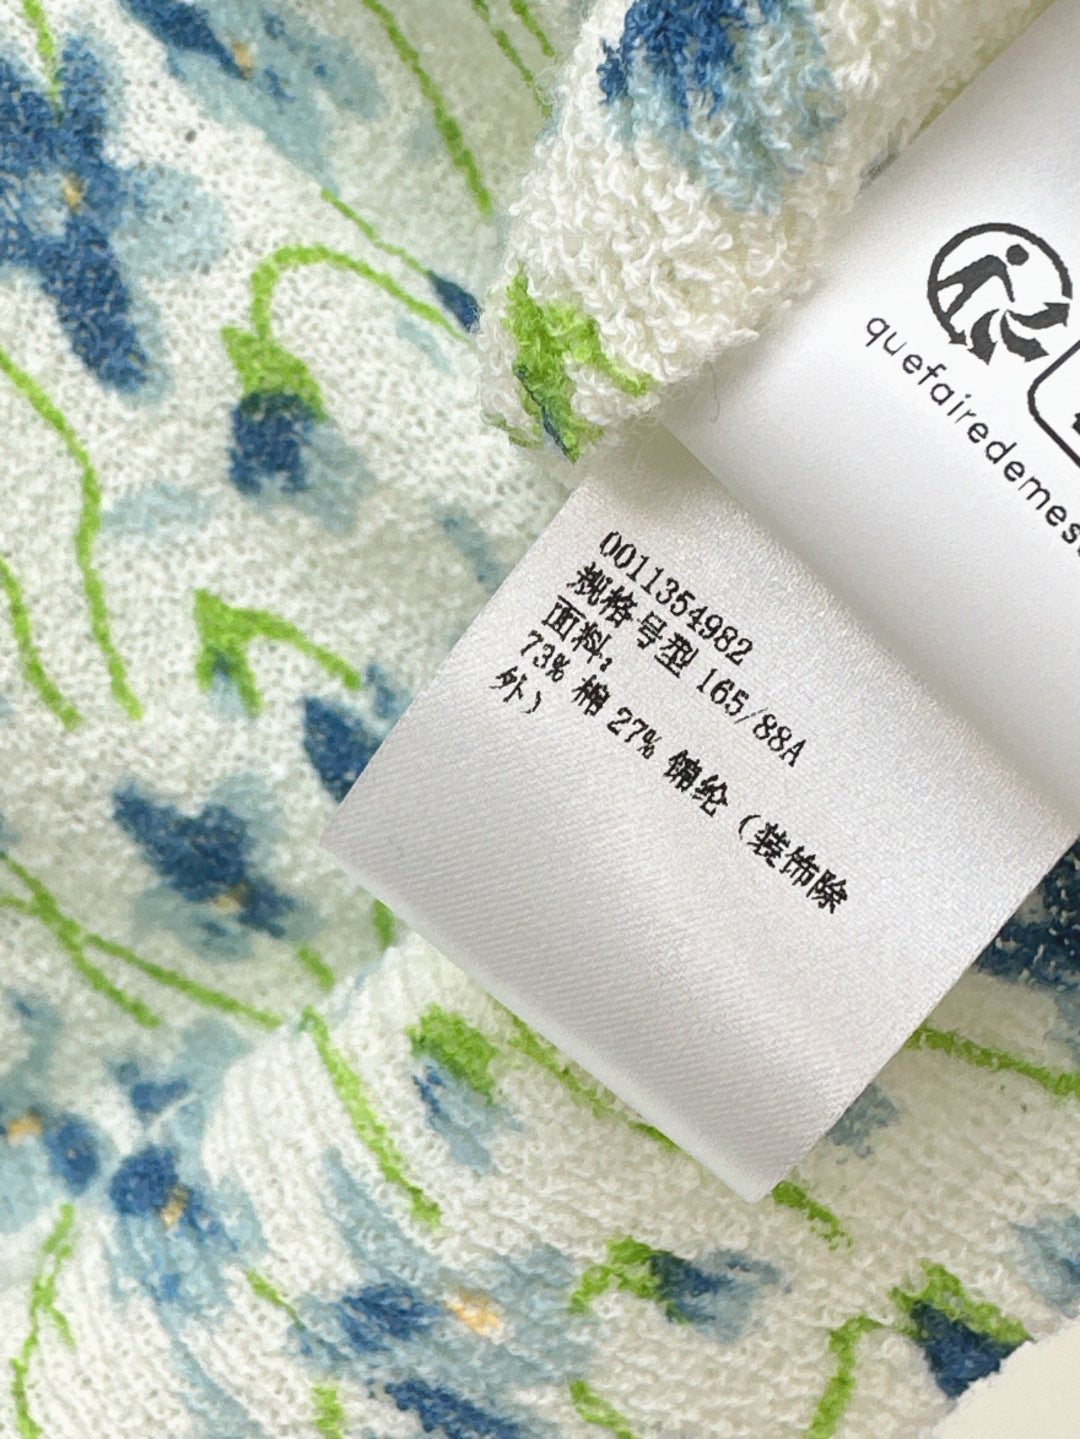 quefairedemes
0011354982
规格号型 165/88A
面料:
73% 棉 27% 锦纶 (装饰除
外)